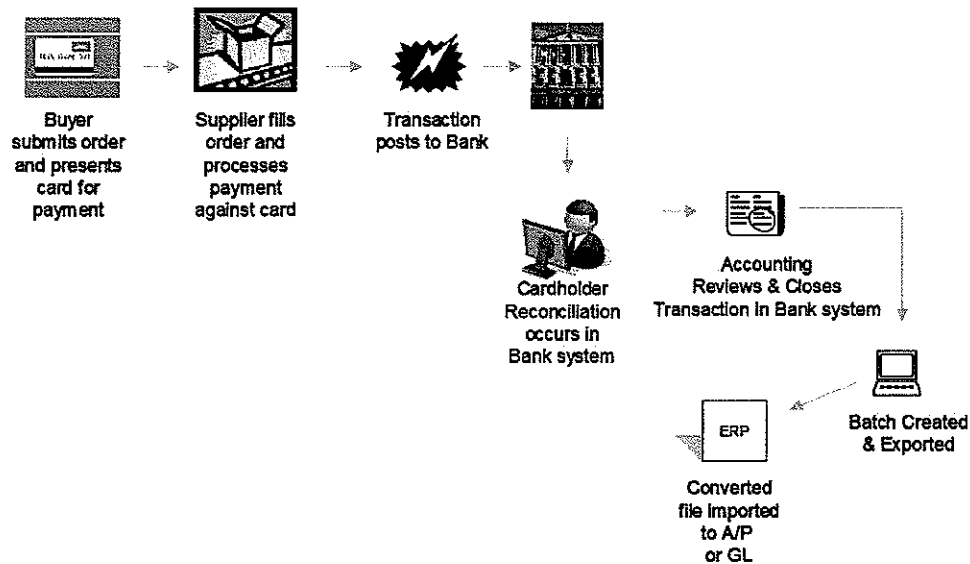 Buyer
submits order
and presents
card for
payment
Supplier fills
order and
processes
payment
against card
Transaction
posts to Bank
Cardholder
Reconciliation
occurs in
Bank system
Accounting
Reviews & Closes
Transaction in Bank system
Batch Created
& Exported
ERP
Converted
file imported
to A/P
or GL